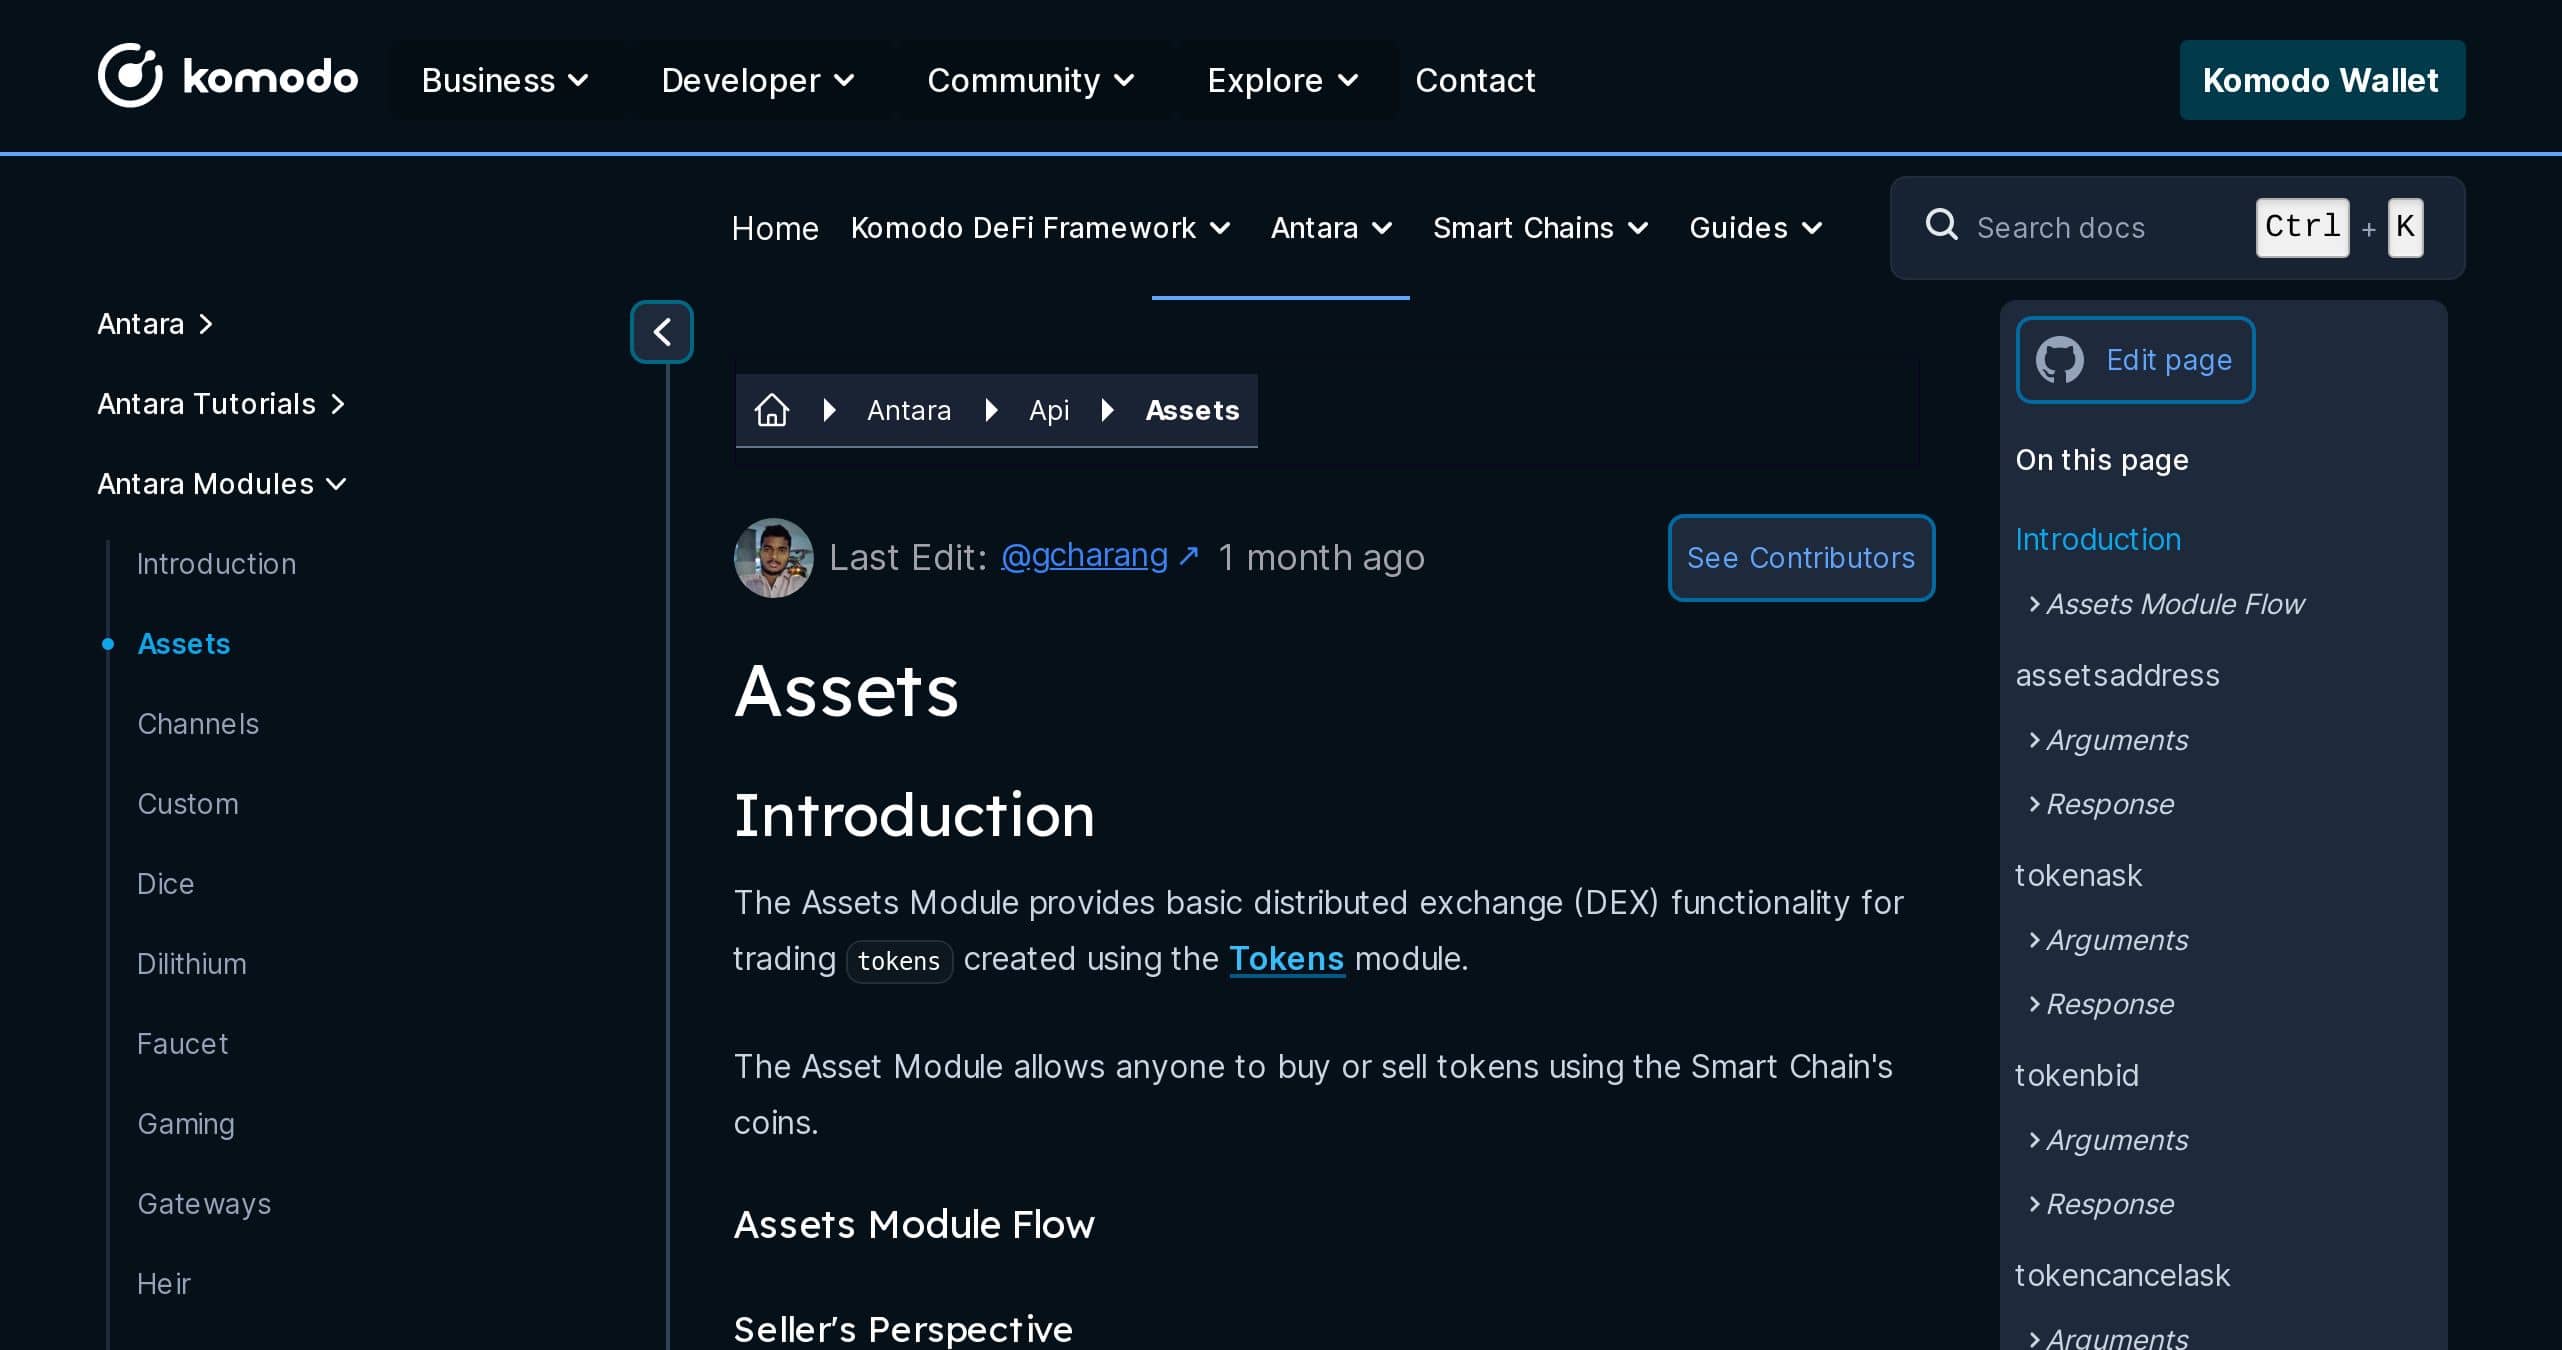 komodo Business Developer Community Explore Contact Komodo Wallet
Home Komodo DeFi Framework Antara Smart Chains Guides Search docs Ctrl + K
Antara
Antara Tutorials
Antara Modules
Introduction
Assets
Channels
Custom
Dice
Dilithium
Faucet
Gaming
Gateways
Heir
Antara Api Assets
Last Edit: @gcharang ↗ 1 month ago See Contributors
Assets
Introduction
The Assets Module provides basic distributed exchange (DEX) functionality for
trading tokens created using the Tokens module.
The Asset Module allows anyone to buy or sell tokens using the Smart Chain's
coins.
Assets Module Flow
Seller's Perspective
Edit page
On this page
Introduction
Assets Module Flow
assetsaddress
Arguments
Response
tokenask
Arguments
Response
tokenbid
Arguments
Response
tokencancelask
Arguments